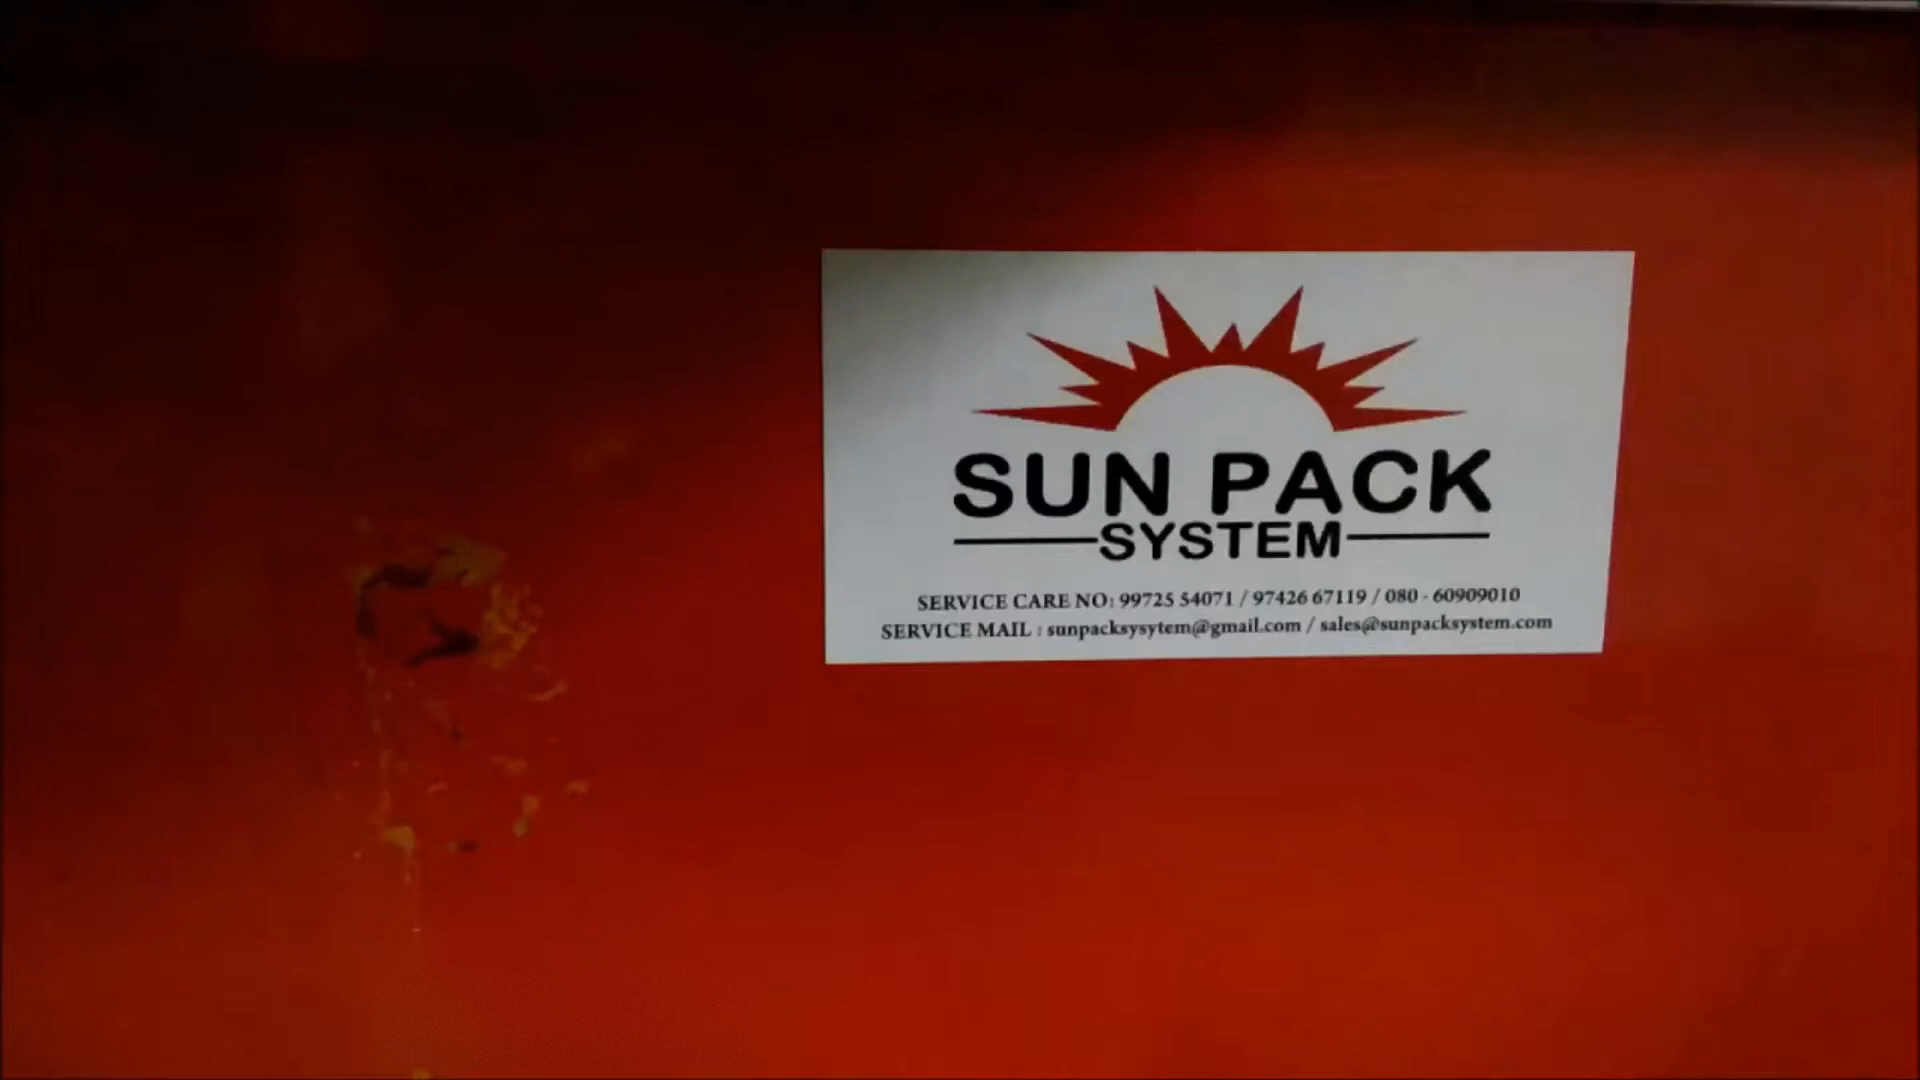 SUN PACK
SYSTEM
SERVICE CARE NO: 99725 54071 / 97426 67119 / 080 - 60909010
SERVICE MAIL : sunpacksysytem@gmail.com / sales@sunpacksystem.com